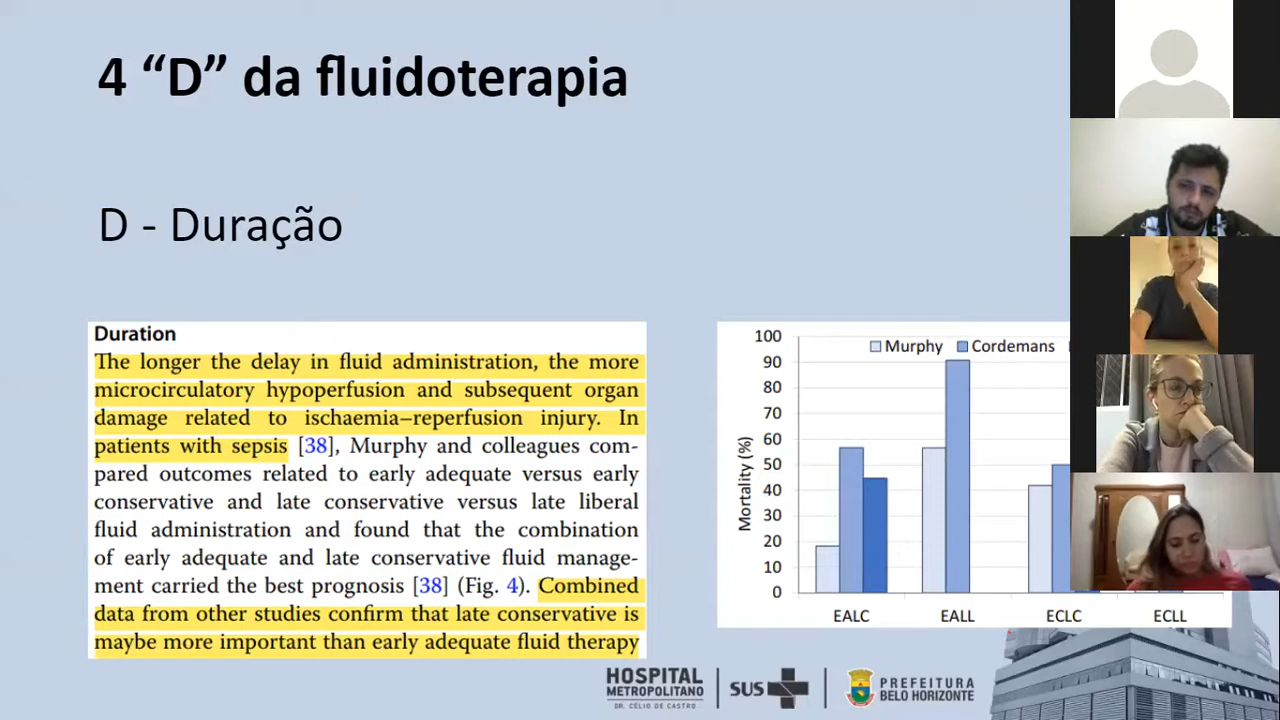 4 “D” da fluidoterapia
D - Duração
Duration
The longer the delay in fluid administration, the more
microcirculatory hypoperfusion and subsequent organ
damage related to ischaemia–reperfusion injury. In
patients with sepsis [38], Murphy and colleagues com-
pared outcomes related to early adequate versus early
conservative and late conservative versus late liberal
fluid administration and found that the combination
of early adequate and late conservative fluid manage-
ment carried the best prognosis [38] (Fig. 4). Combined
data from other studies confirm that late conservative is
maybe more important than early adequate fluid therapy
Murphy Cordemans
Mortality (%)
100
90
80
70
60
50
40
30
20
10
0
EALC EALL ECLC ECLL
HOSPITAL
METROPOLITANO
DR. CÉLIO DE CASTRO
SUS
PREFEITURA
BELO HORIZONTE